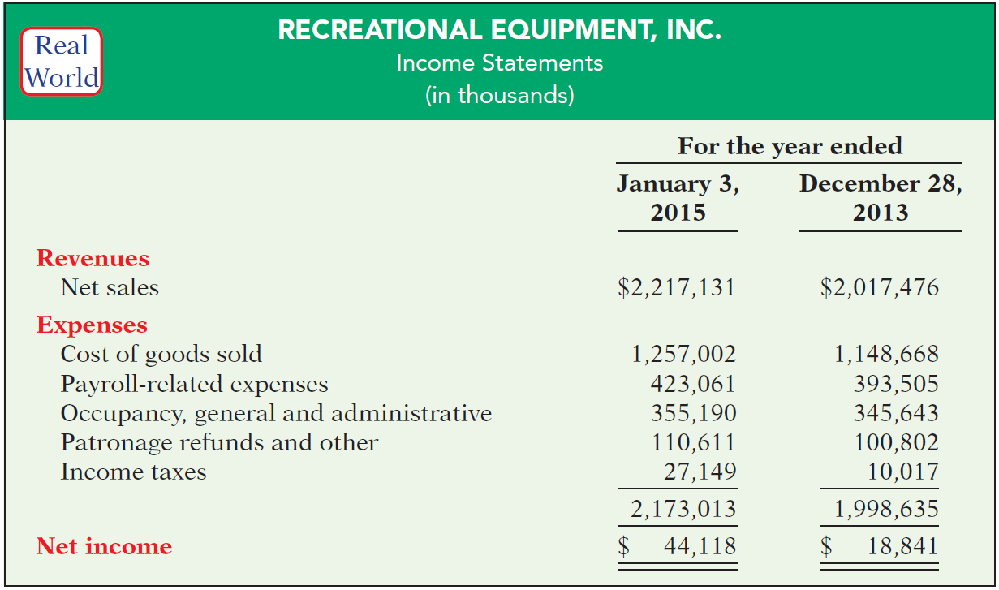 Real
World
RECREATIONAL EQUIPMENT, INC.
Income Statements
(in thousands)
For the year ended
January 3, December 28,
2015 2013
Revenues
Net sales $2,217,131 $2,017,476
Expenses
Cost of goods sold 1,257,002 1,148,668
Payroll-related expenses 423,061 393,505
Occupancy, general and administrative 355,190 345,643
Patronage refunds and other 110,611 100,802
Income taxes 27,149 10,017
2,173,013 1,998,635
Net income $ 44,118 $ 18,841